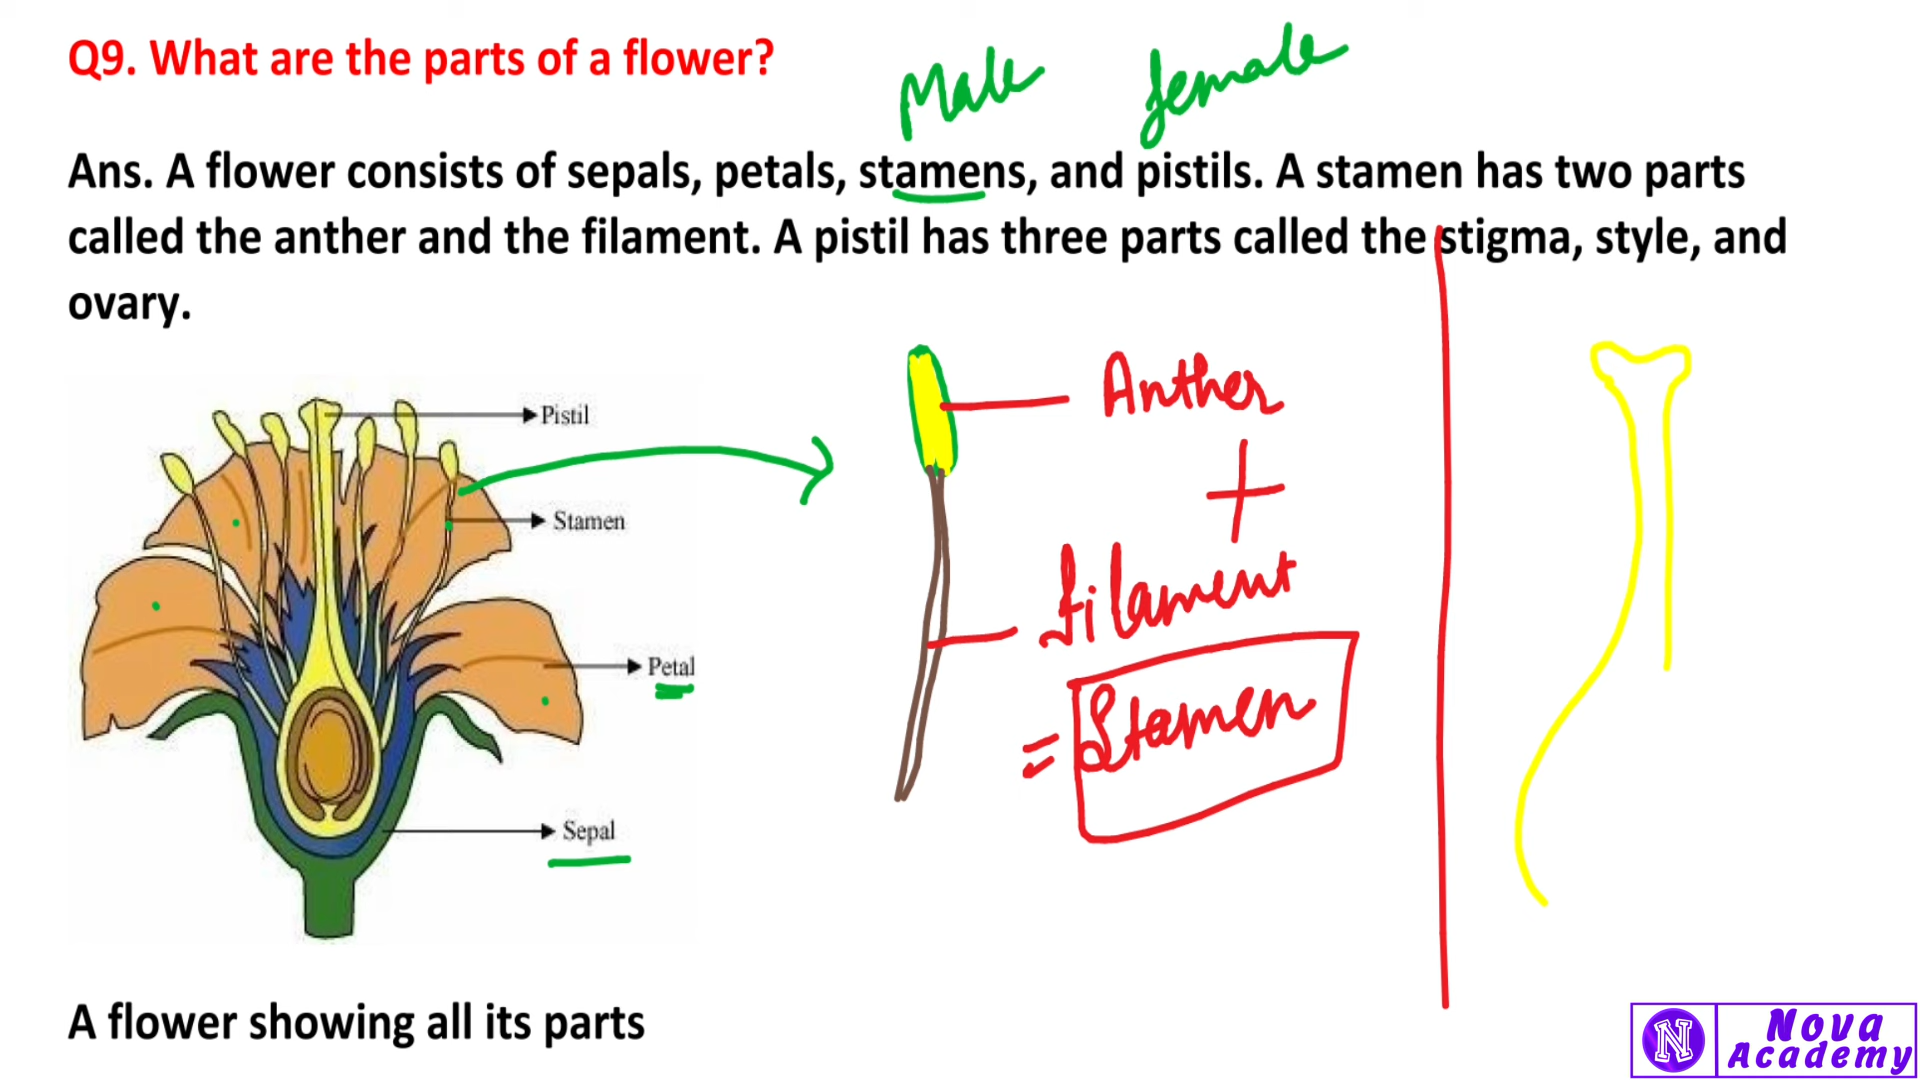 Q9. What are the parts of a flower?
Male female
Ans. A flower consists of sepals, petals, stamens, and pistils. A stamen has two parts
called the anther and the filament. A pistil has three parts called the stigma, style, and
ovary.
Pistil
Stamen
Petal
Sepal
Anther
+
filament
= Stamen
A flower showing all its parts
N Nova
Academy